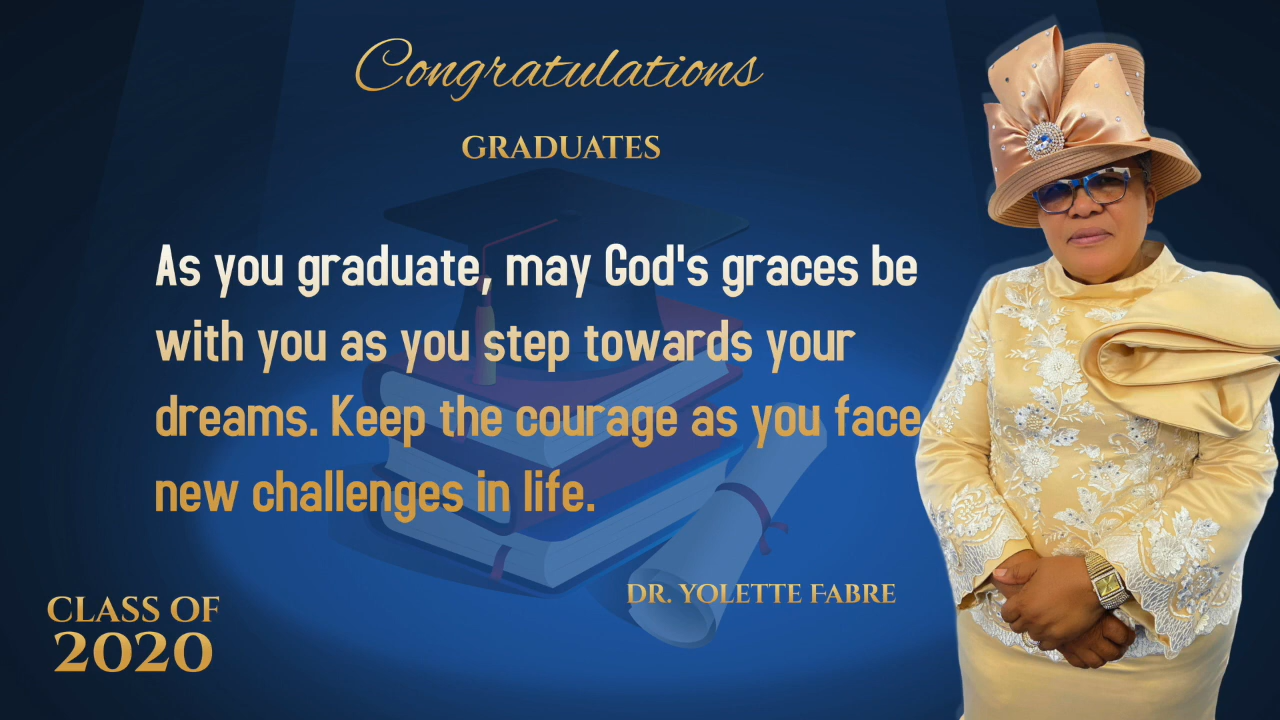 Congratulations
GRADUATES
As you graduate, may God's graces be
with you as you step towards your
dreams. Keep the courage as you face
new challenges in life.
DR. YOLETTE FABRE
CLASS OF
2020